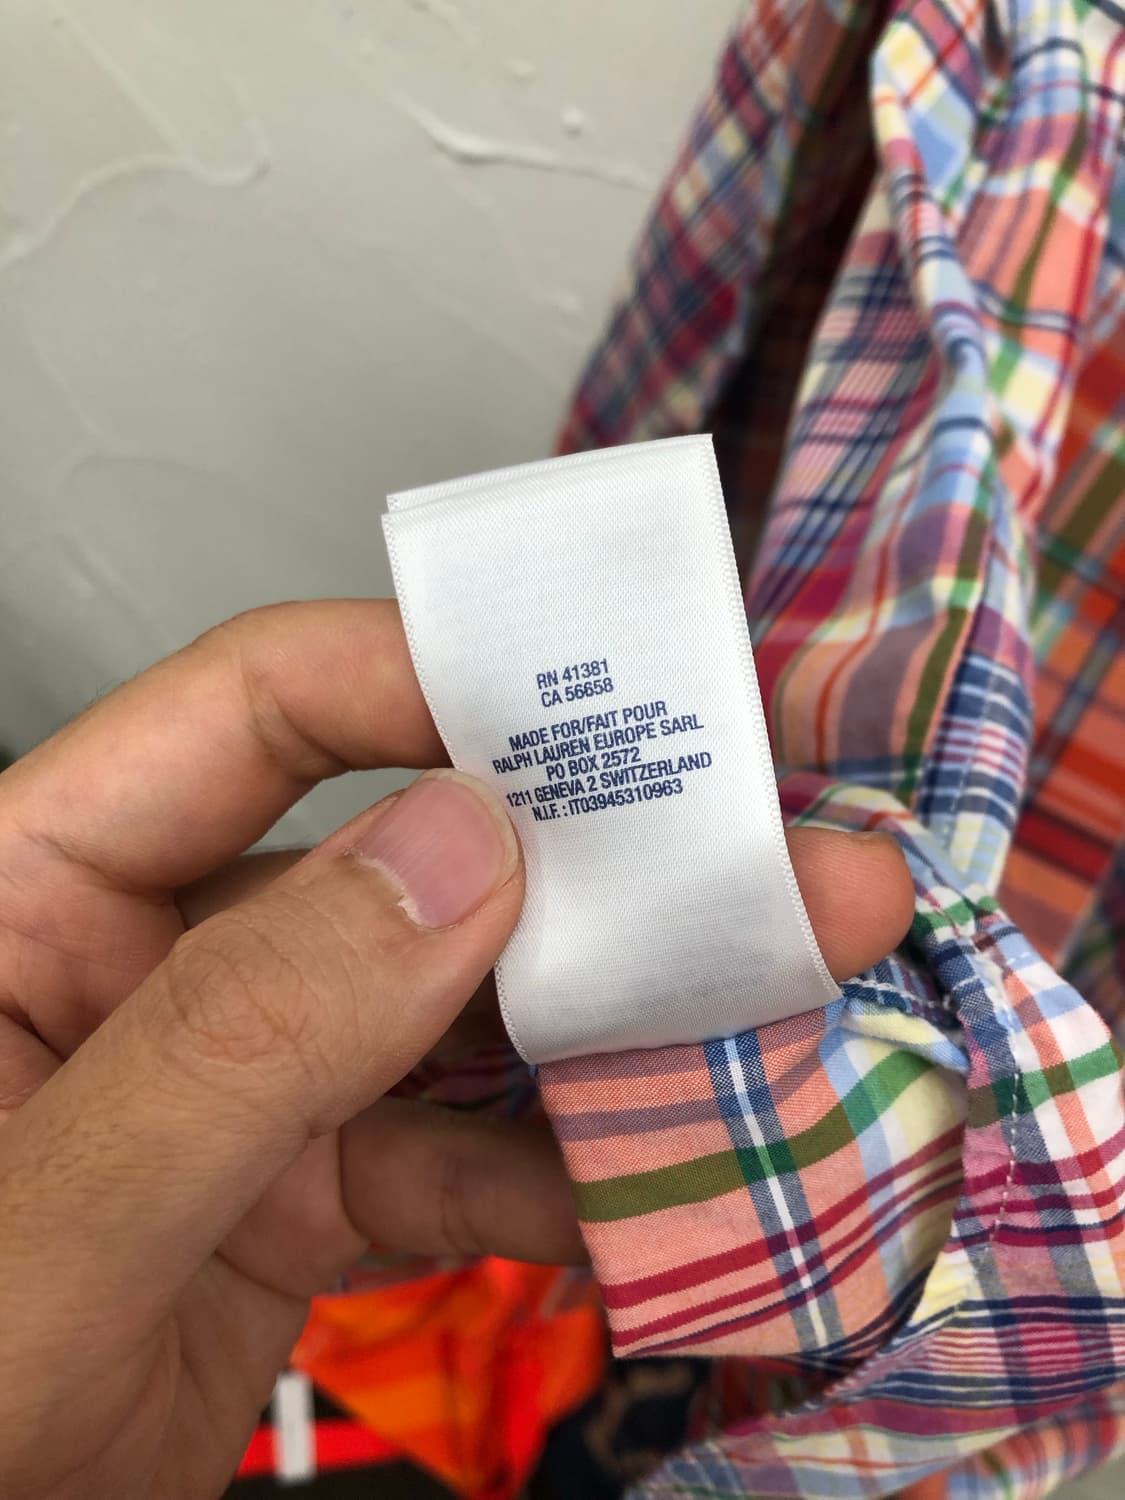 RN 41381
CA 56658
MADE FOR/FAIT POUR
RALPH LAUREN EUROPE SARL
PO BOX 2572
1211 GENEVA 2 SWITZERLAND
N.I.F. : IT03945310963